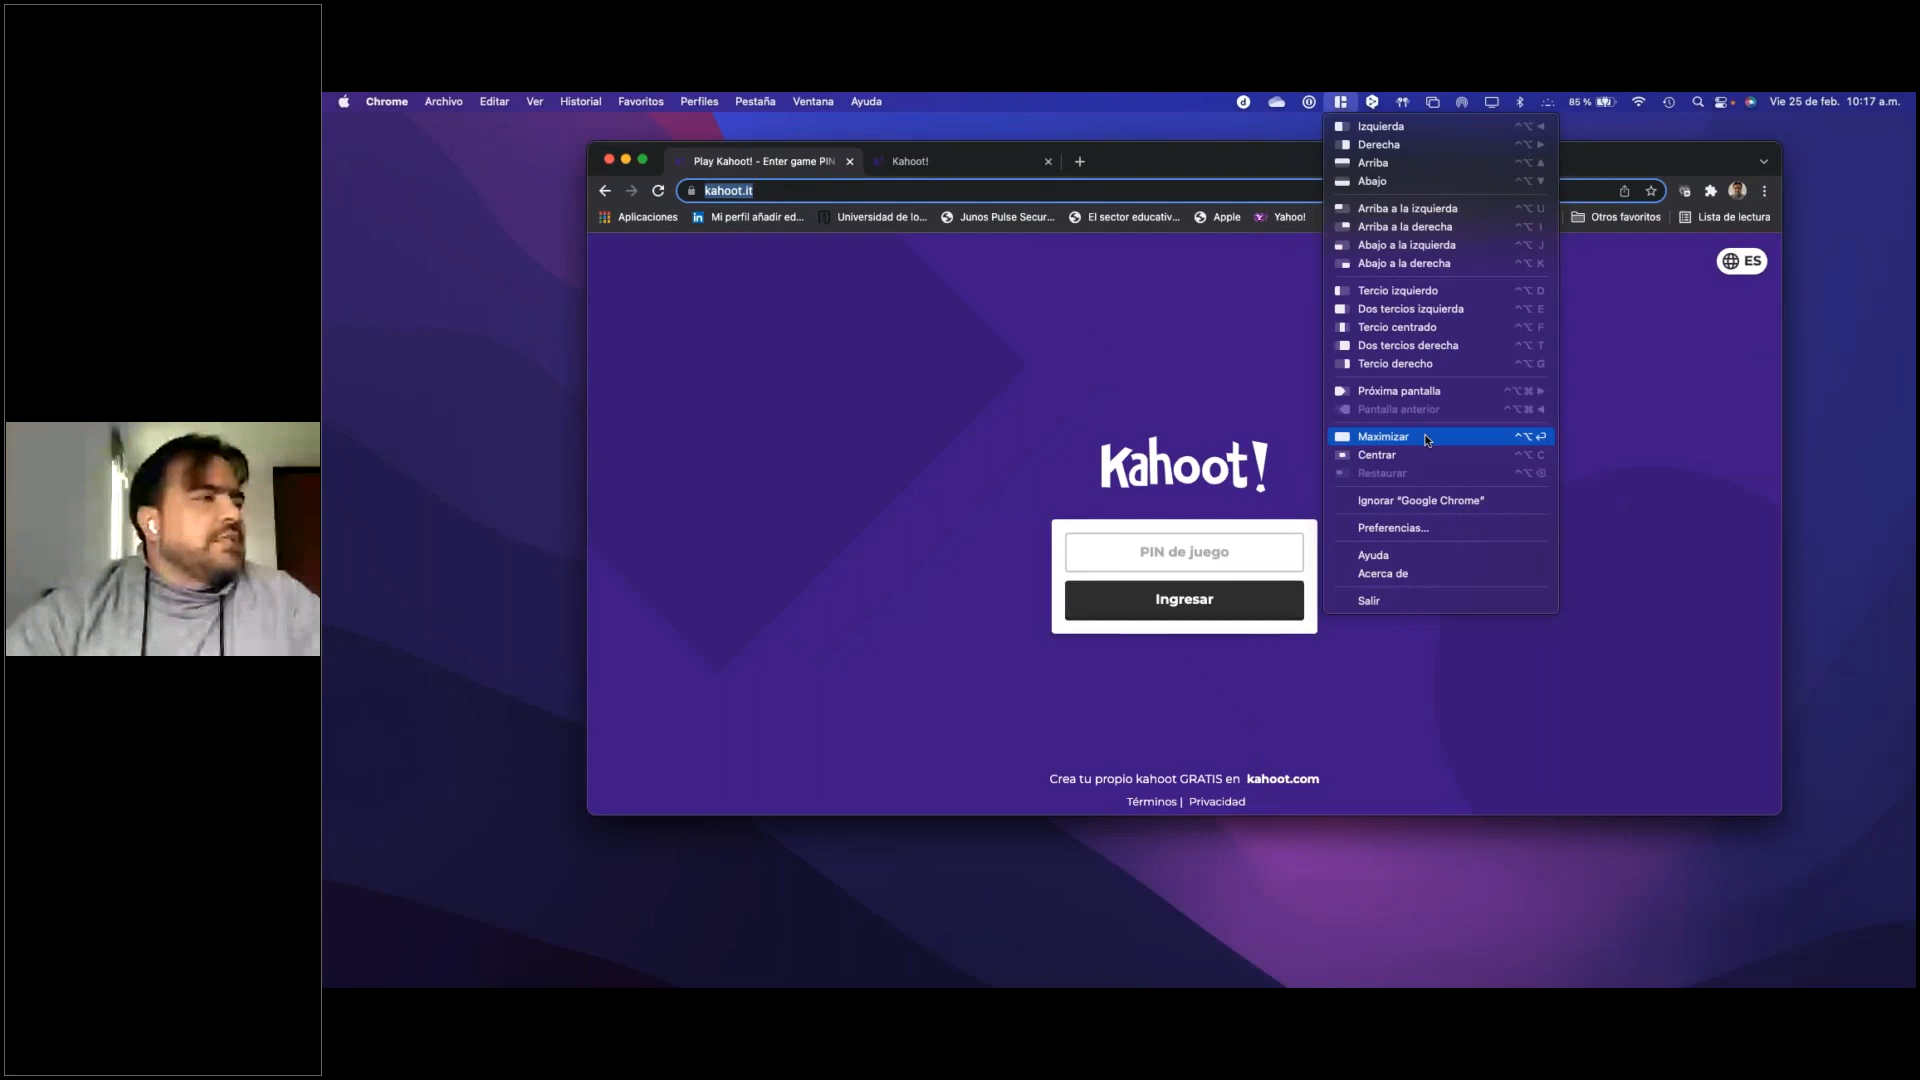 Chrome Archivo Editar Ver Historial Favoritos Perfiles Pestaña Ventana Ayuda 85 % Vie 25 de feb. 10:17 a.m.
Play Kahoot! - Enter game PIN
Kahoot!
kahoot.it
Aplicaciones
Mi perfil añadir ed...
Universidad de lo...
Junos Pulse Secur...
El sector educativ...
Apple
Yahoo!
Otros favoritos
Lista de lectura
Izquierda ⌃⌥ ◀
Derecha ⌃⌥ ▶
Arriba ⌃⌥ ▲
Abajo ⌃⌥ ▼
Arriba a la izquierda ⌃⌥ U
Arriba a la derecha ⌃⌥ I
Abajo a la izquierda ⌃⌥ J
Abajo a la derecha ⌃⌥ K
Tercio izquierdo ⌃⌥ D
Dos tercios izquierda ⌃⌥ E
Tercio centrado ⌃⌥ F
Dos tercios derecha ⌃⌥ T
Tercio derecho ⌃⌥ G
Próxima pantalla ⌃⌥⌘ ▶
Pantalla anterior ⌃⌥⌘ ◀
Maximizar ⌃⌥ ↩
Centrar ⌃⌥ C
Restaurar ⌃⌥ ⌫
Ignorar "Google Chrome"
Preferencias...
Ayuda
Acerca de
Salir
ES
Kahoot!
PIN de juego
Ingresar
Crea tu propio kahoot GRATIS en kahoot.com
Términos | Privacidad